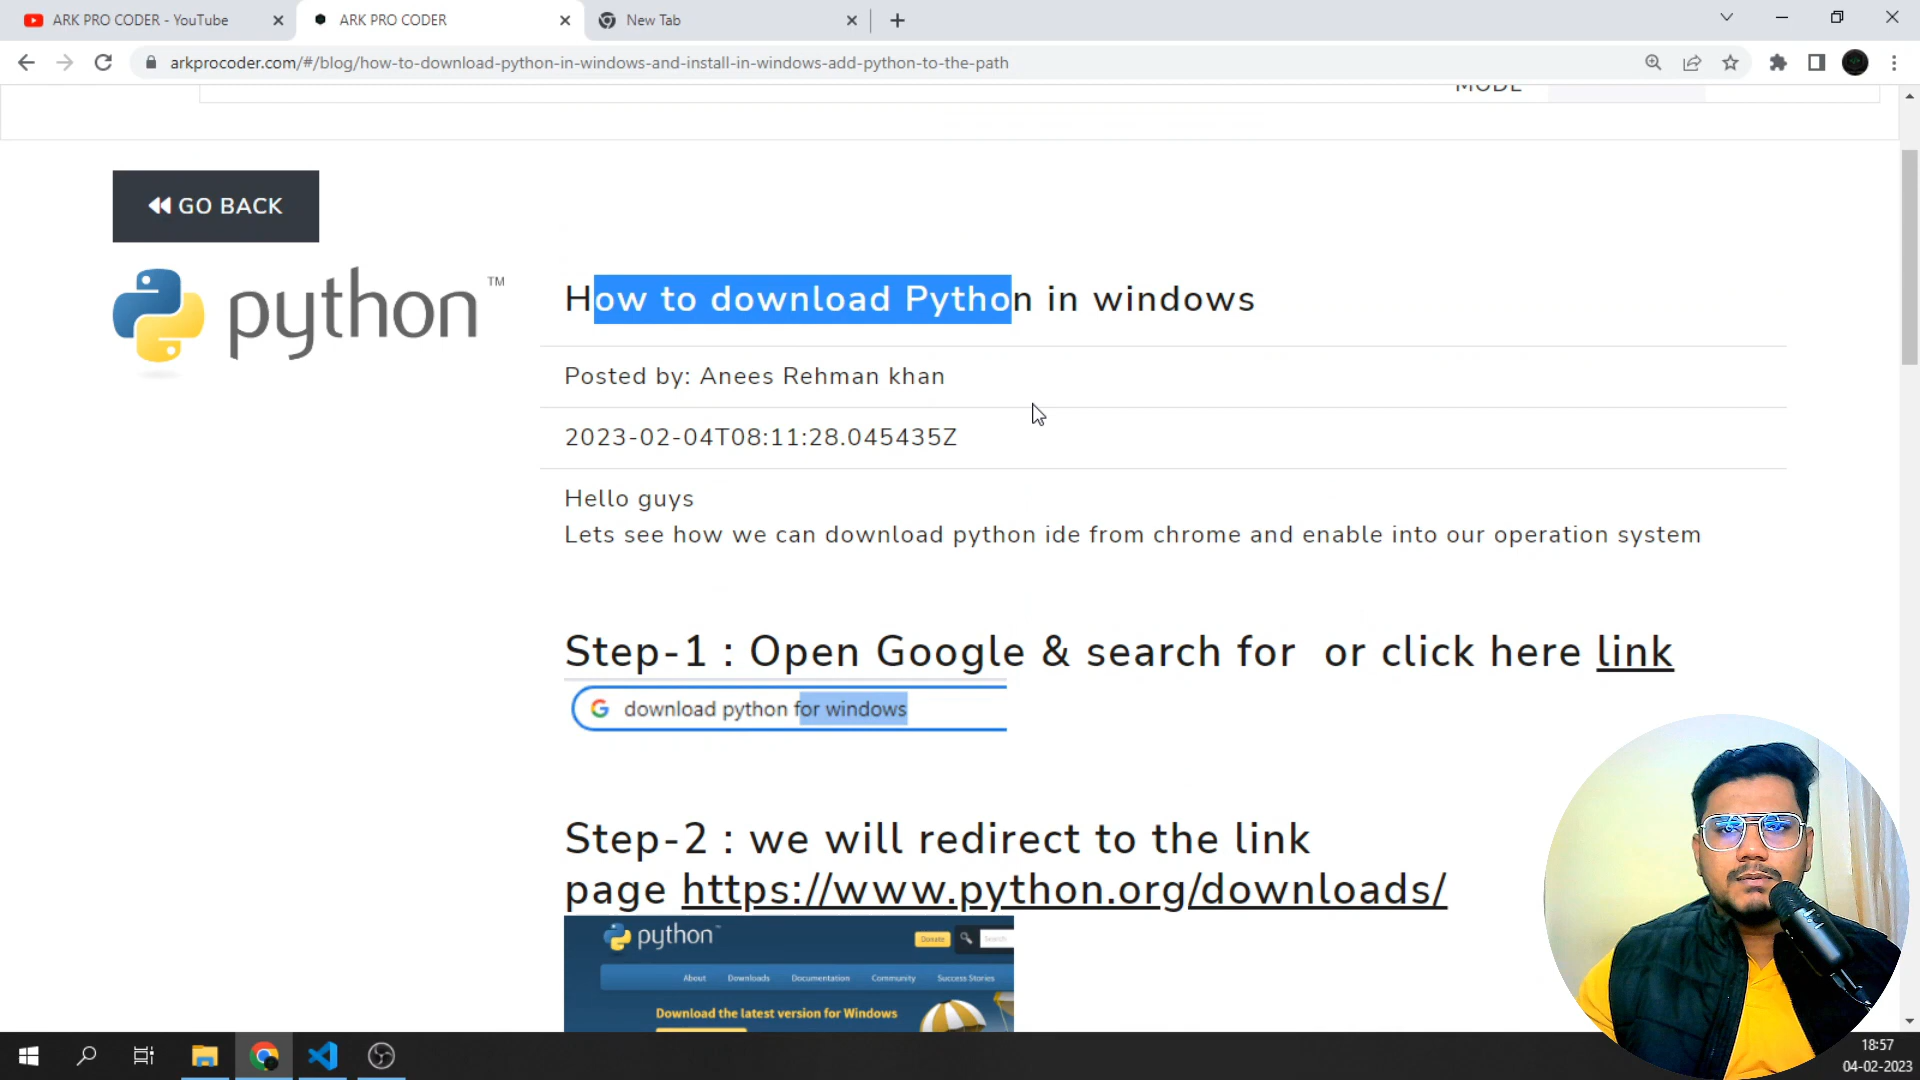 ARK PRO CODER - YouTube
ARK PRO CODER
New Tab
arkprocoder.com/#/blog/how-to-download-python-in-windows-and-install-in-windows-add-python-to-the-path
MODE
GO BACK
python TM
How to download Python in windows
Posted by: Anees Rehman khan
2023-02-04T08:11:28.045435Z
Hello guys
Lets see how we can download python ide from chrome and enable into our operation system
Step-1 : Open Google & search for or click here link
download python for windows
Step-2 : we will redirect to the link
page https://www.python.org/downloads/
python
Donate
Search
About Downloads Documentation Community Success Stories
Download the latest version for Windows
18:57
04-02-2023